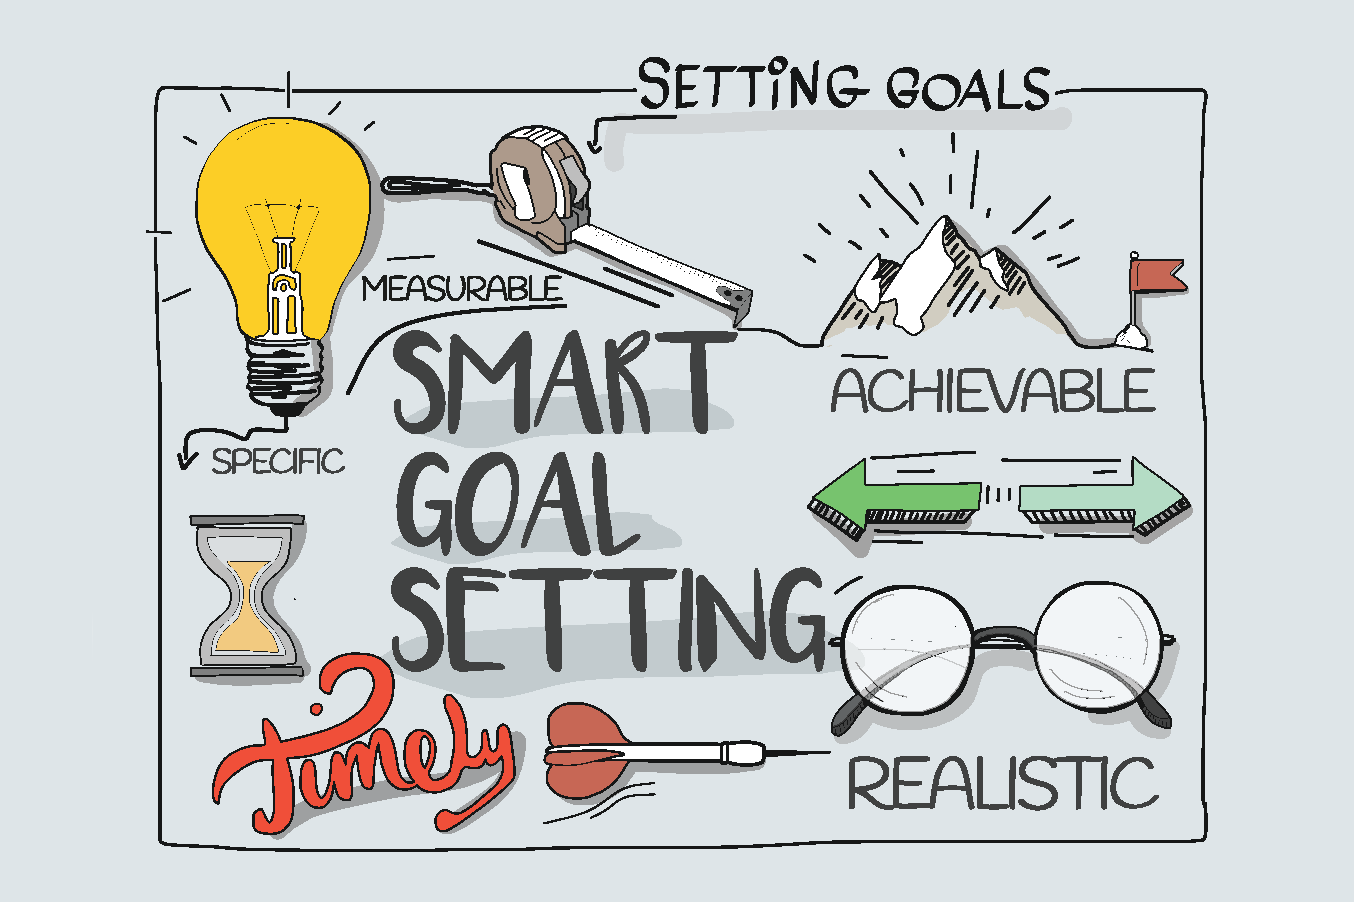 SETTING GOALS
MEASURABLE
SMART
GOAL
SETTING
ACHIEVABLE
SPECIFIC
Timely
REALISTIC